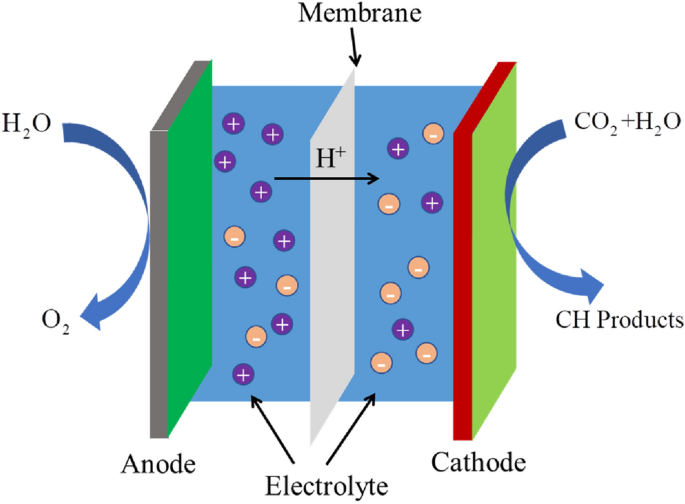 Membrane
H₂O
CO₂+H₂O
H⁺
+
+
-
+
+
+
-
+
-
+
-
+
-
+
-
-
+
+
-
-
-
+
O₂
CH Products
Anode
Electrolyte
Cathode